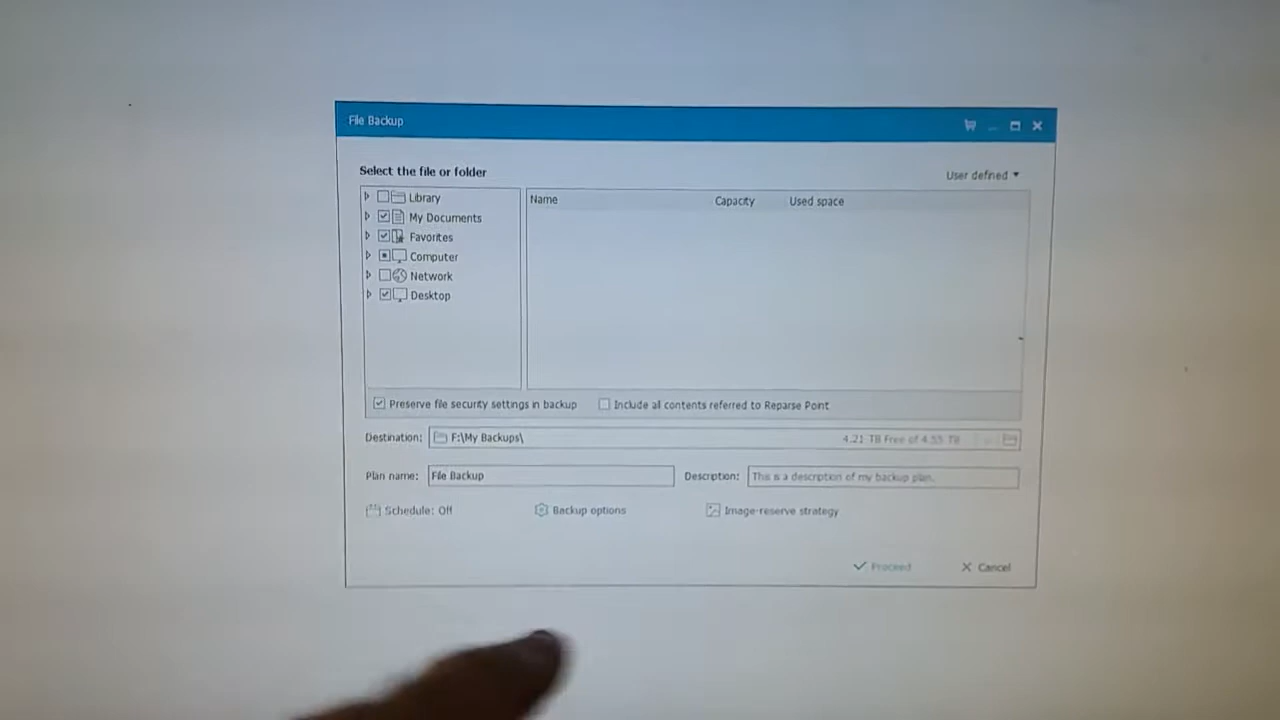 File Backup
Select the file or folder
User defined
Library
My Documents
Favorites
Computer
Network
Desktop
Name Capacity Used space
Preserve file security settings in backup Include all contents referred to Reparse Point
Destination: F:\My Backups\ 4.21 TB Free of 4.55 TB
Plan name: File Backup Description: This is a description of my backup plan.
Schedule: Off Backup options Image-reserve strategy
Proceed Cancel